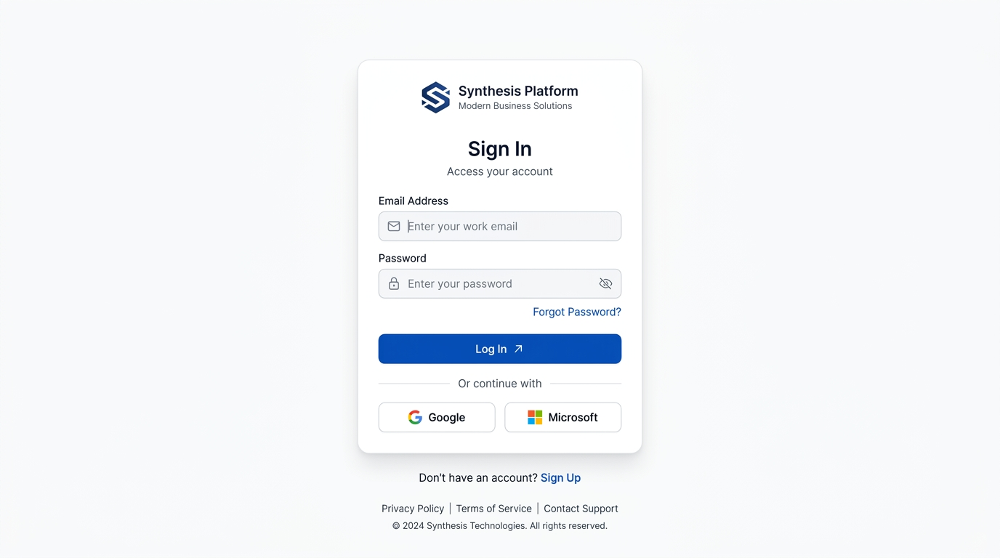 Synthesis Platform
Modern Business Solutions
Sign In
Access your account
Email Address
Enter your work email
Password
Enter your password
Forgot Password?
Log In
Or continue with
Google
Microsoft
Don't have an account? Sign Up
Privacy Policy | Terms of Service | Contact Support
© 2024 Synthesis Technologies. All rights reserved.